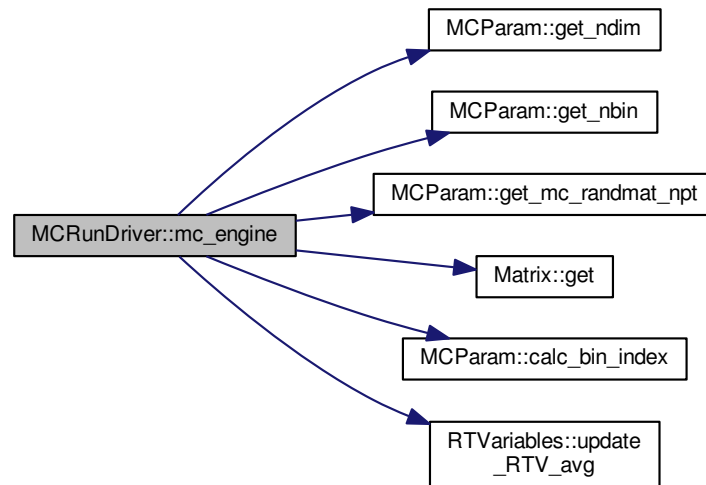 MCParam::get_ndim
MCParam::get_nbin
MCParam::get_mc_randmat_npt
MCRunDriver::mc_engine
Matrix::get
MCParam::calc_bin_index
RTVariables::update
_RTV_avg